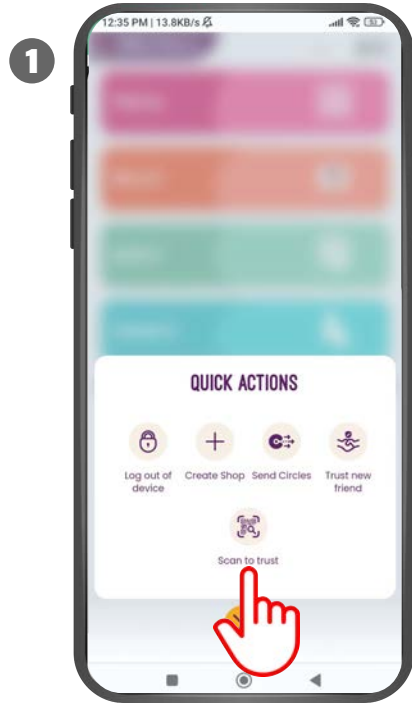 1
12:35 PM | 13.8KB/s
QUICK ACTIONS
Log out of device
Create Shop
Send Circles
Trust new friend
Scan to trust